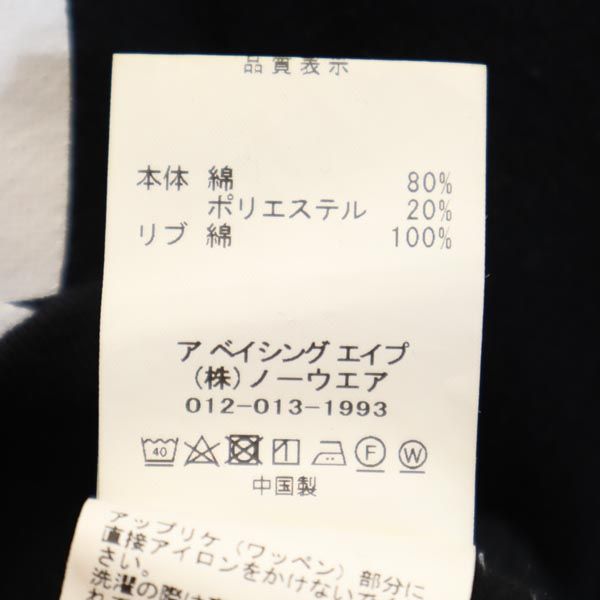 品質表示
本体 綿 80%
ポリエステル 20%
リブ 綿 100%
ア ベイシング エイプ
(株) ノーウエア
012-013-1993
40 F W
中国製
アップリケ (ワッペン) 部分に
直接アイロンをかけないで
さい。
洗濯の際は